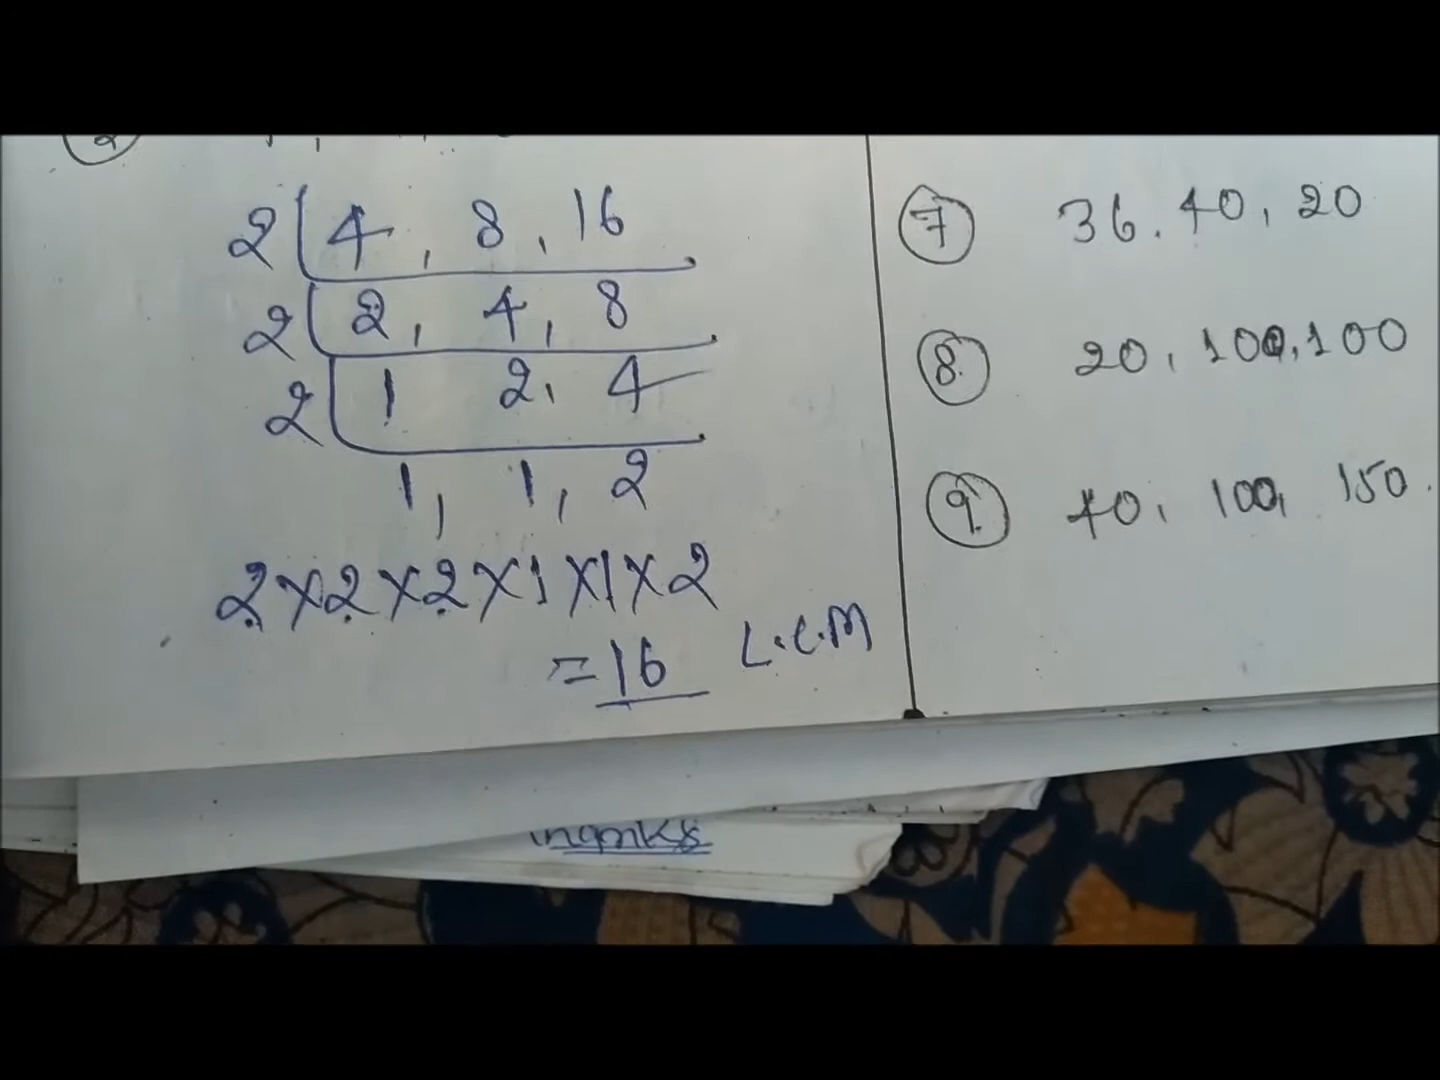 2 4, 8, 16
2 2, 4, 8
2 1 2, 4
1, 1, 2
2×2×2×1×1×2
=16 L.C.M
7 36. 40, 20
8. 20, 100, 100
9. 40, 100, 150.